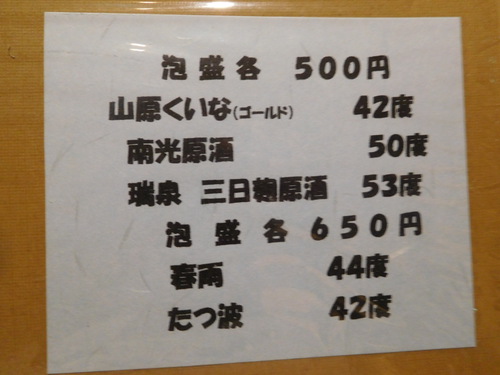 泡盛各 500円
山原くいな(ゴールド) 42度
南光原酒 50度
瑞泉 三日麹原酒 53度
泡盛各 650円
春雨 44度
たつ波 42度